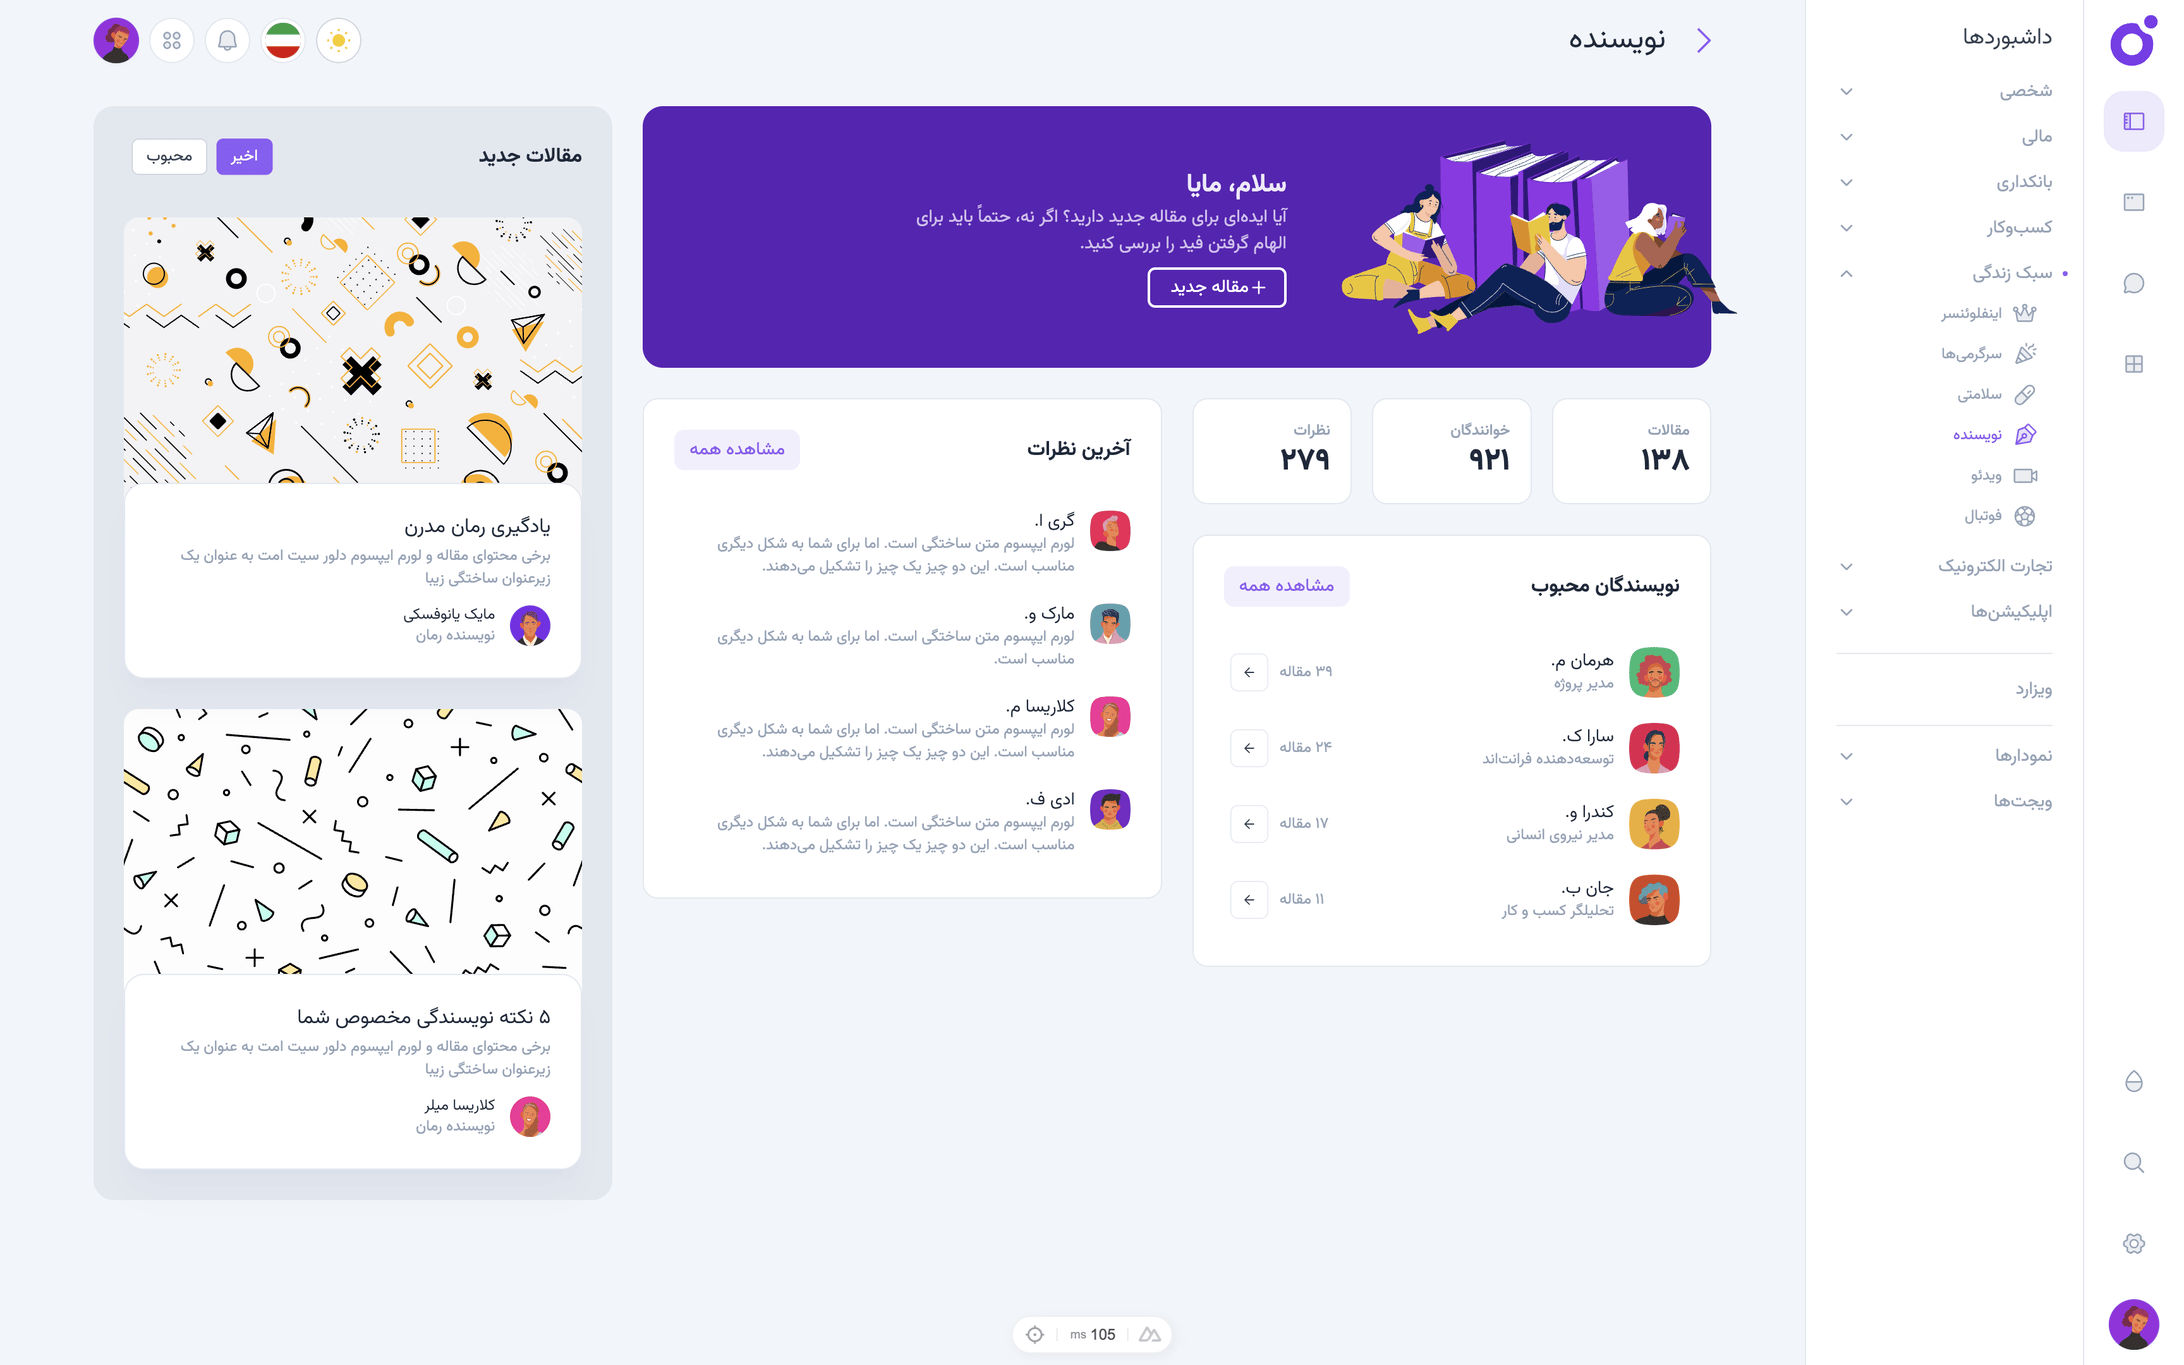 داشبوردها
شخصی
مالی
بانکداری
کسب‌وکار
سبک زندگی
اینفلوئنسر
سرگرمی‌ها
سلامتی
نویسنده
ویدئو
فوتبال
تجارت الکترونیک
اپلیکیشن‌ها
ویزارد
نمودارها
ویجت‌ها
نویسنده
سلام، مایا
آیا ایده‌ای برای مقاله جدید دارید؟ اگر نه، حتماً باید برای
الهام گرفتن فید را بررسی کنید.
مقاله جدید
مقالات
۱۳۸
خوانندگان
۹۲۱
نظرات
۲۷۹
نویسندگان محبوب
مشاهده همه
هرمان م.
مدیر پروژه
۳۹ مقاله
سارا ک.
توسعه‌دهنده فرانت‌اند
۲۴ مقاله
کندرا و.
مدیر نیروی انسانی
۱۷ مقاله
جان ب.
تحلیلگر کسب و کار
۱۱ مقاله
آخرین نظرات
مشاهده همه
گری ا.
لورم ایپسوم متن ساختگی است. اما برای شما به شکل دیگری
مناسب است. این دو چیز یک چیز را تشکیل می‌دهند.
مارک و.
لورم ایپسوم متن ساختگی است. اما برای شما به شکل دیگری
مناسب است.
کلاریسا م.
لورم ایپسوم متن ساختگی است. اما برای شما به شکل دیگری
مناسب است. این دو چیز یک چیز را تشکیل می‌دهند.
ادی ف.
لورم ایپسوم متن ساختگی است. اما برای شما به شکل دیگری
مناسب است. این دو چیز یک چیز را تشکیل می‌دهند.
مقالات جدید
اخیر
محبوب
یادگیری رمان مدرن
برخی محتوای مقاله و لورم ایپسوم دلور سیت امت به عنوان یک
زیرعنوان ساختگی زیبا
مایک یانوفسکی
نویسنده رمان
۵ نکته نویسندگی مخصوص شما
برخی محتوای مقاله و لورم ایپسوم دلور سیت امت به عنوان یک
زیرعنوان ساختگی زیبا
کلاریسا میلر
نویسنده رمان
105 ms